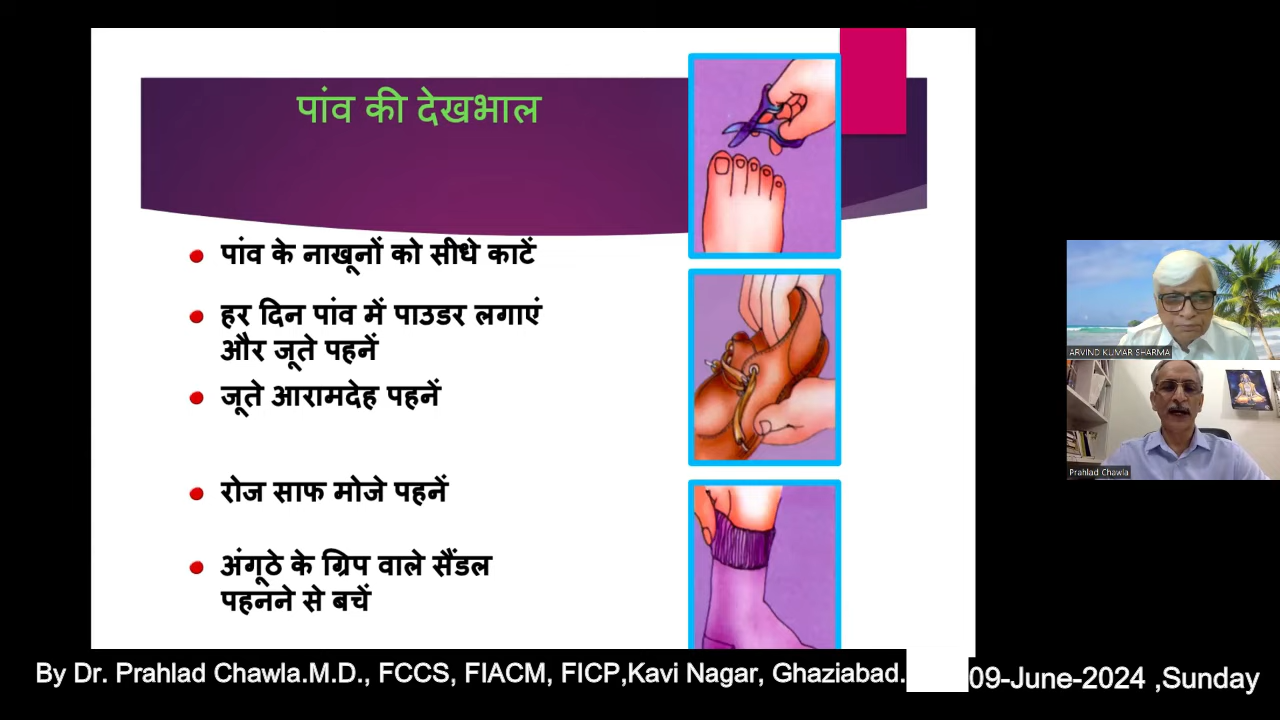 पांव की देखभाल
पांव के नाखूनों को सीधे काटें
हर दिन पांव में पाउडर लगाएं
और जूते पहनें
जूते आरामदेह पहनें
रोज साफ मोजे पहनें
अंगूठे के ग्रिप वाले सैंडल
पहनने से बचें
ARVIND KUMAR SHARMA
Prahlad Chawla
By Dr. Prahlad Chawla.M.D., FCCS, FIACM, FICP,Kavi Nagar, Ghaziabad.
09-June-2024 ,Sunday